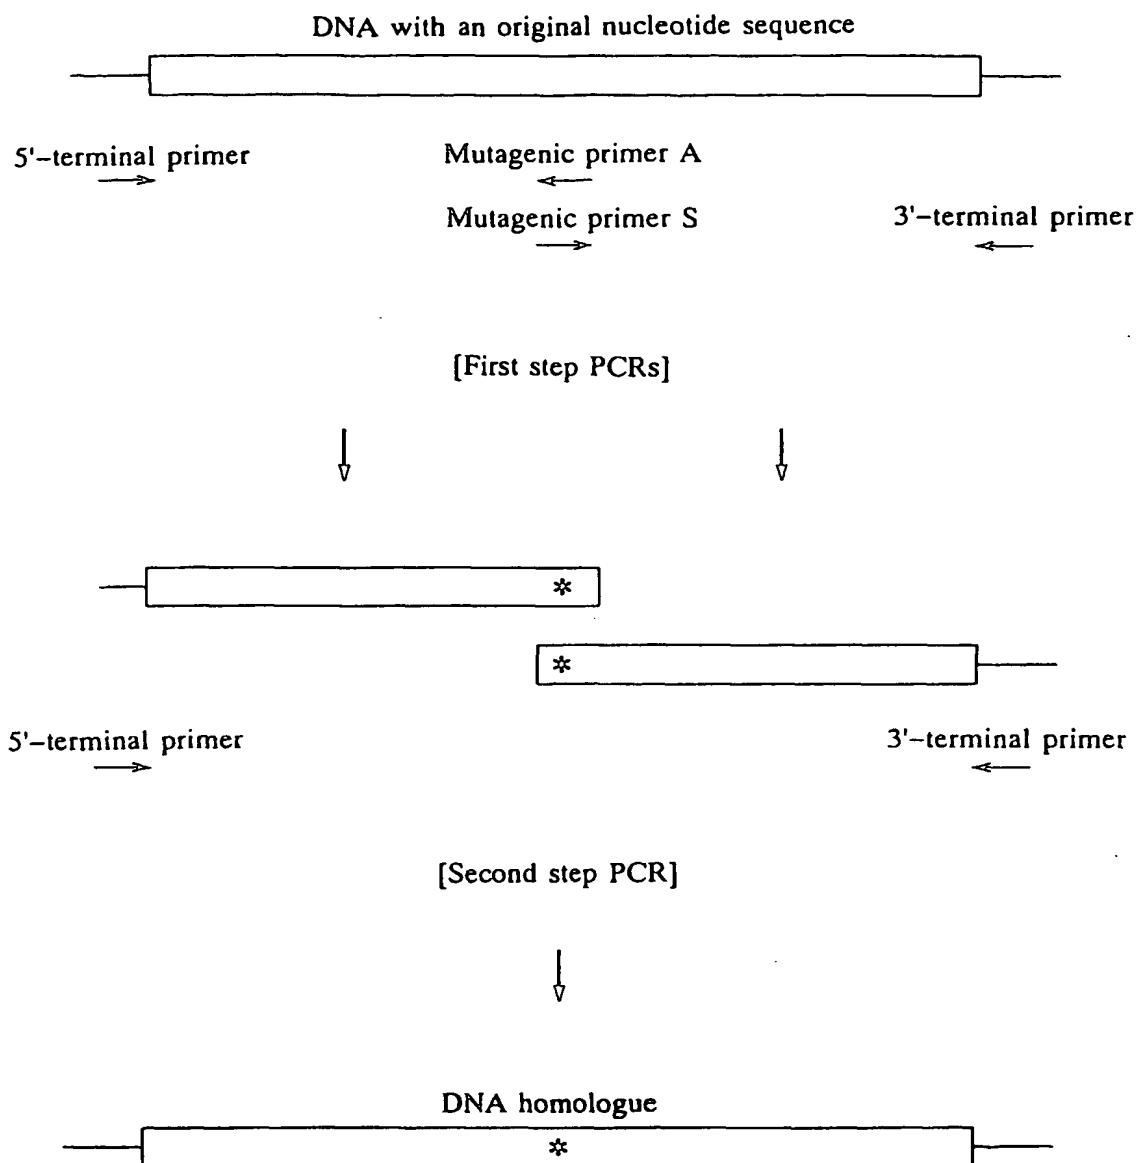 DNA with an original nucleotide sequence
5'-terminal primer
Mutagenic primer A
Mutagenic primer S
3'-terminal primer
[First step PCRs]
5'-terminal primer
3'-terminal primer
[Second step PCR]
DNA homologue